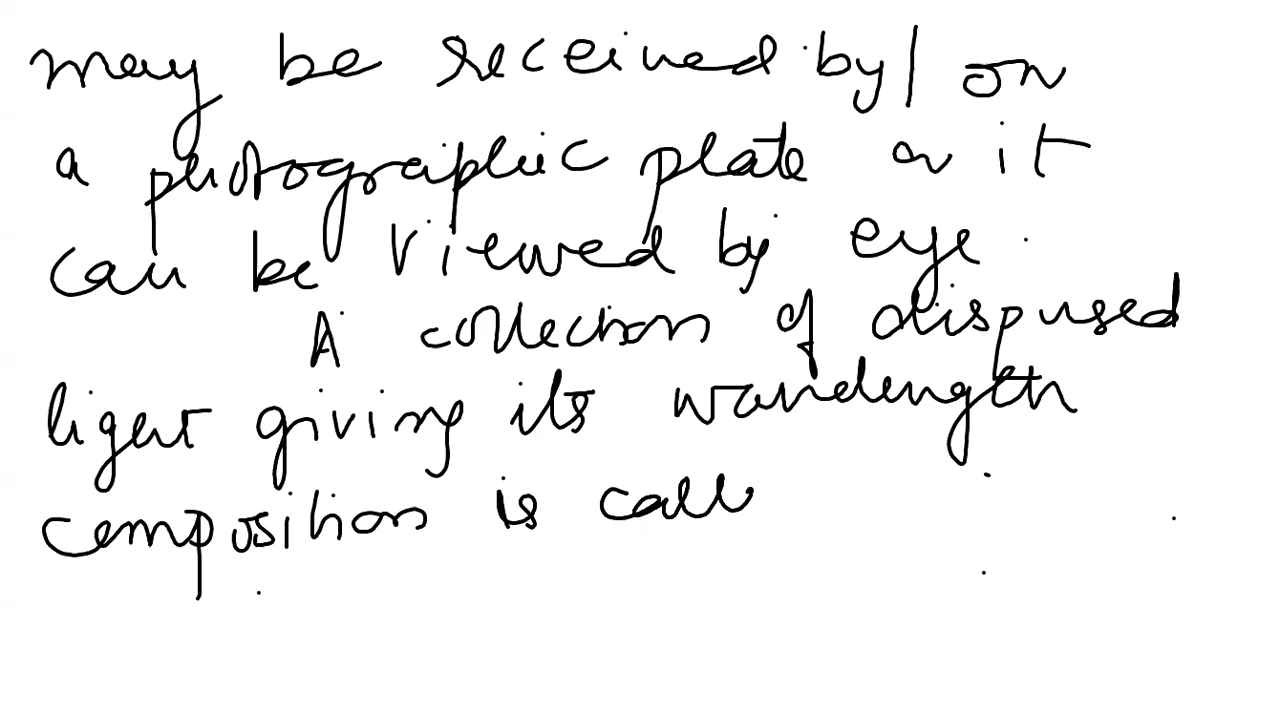 may be received by/ on
a photographic plate or it
can be viewed by eye.
A collection of dispersed
light giving its wavelength
composition is call